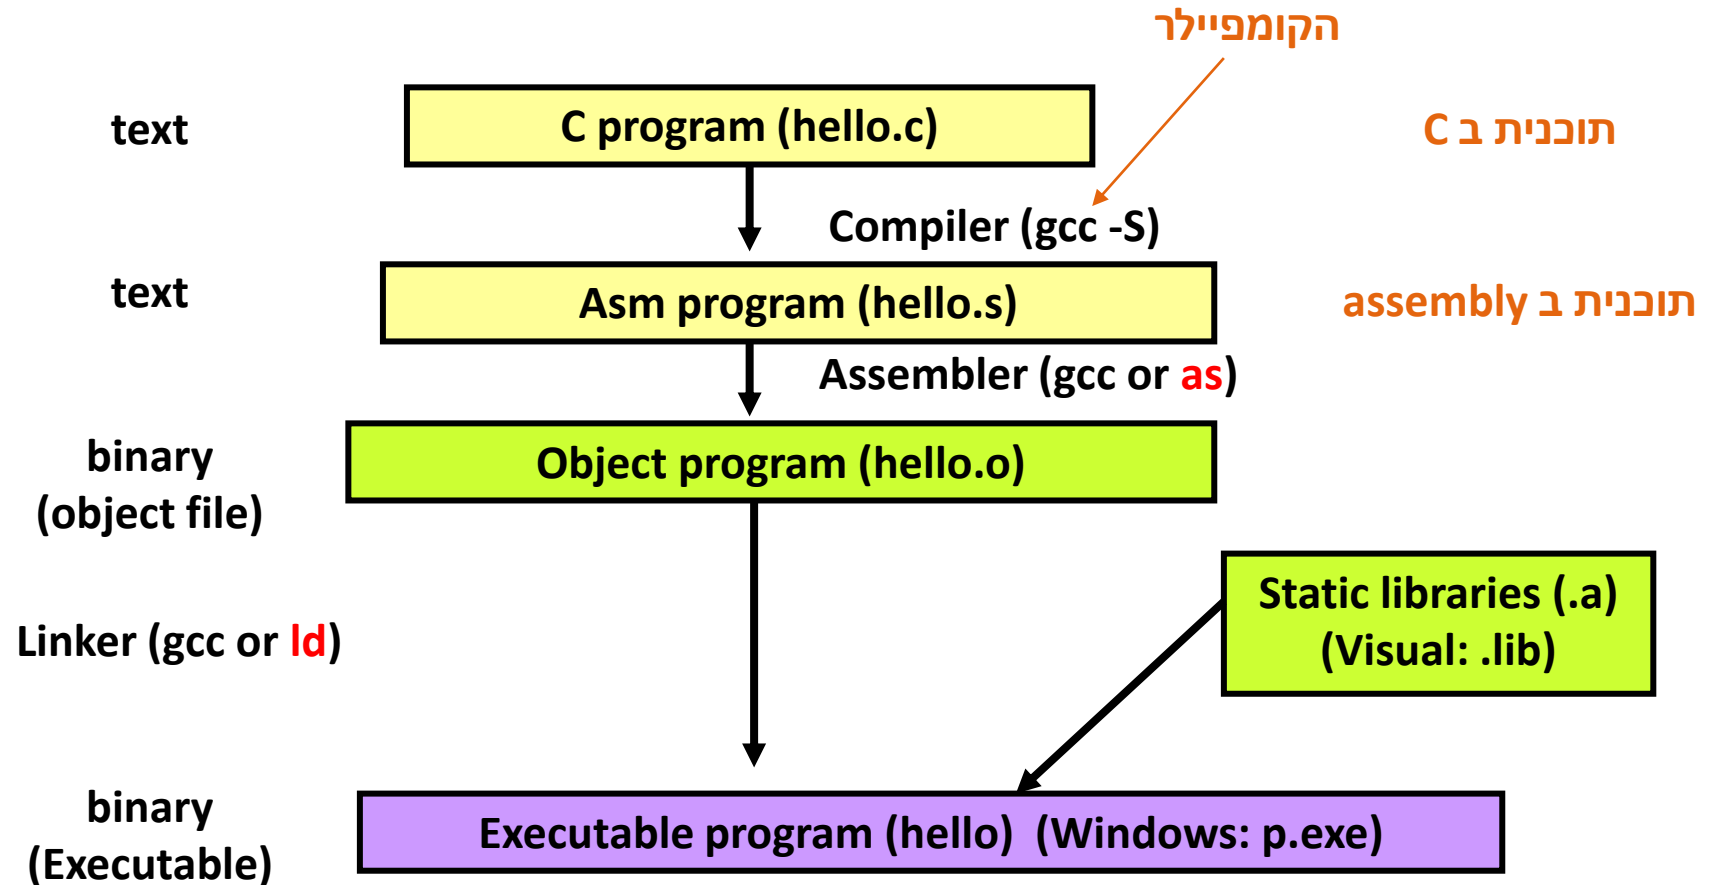 הקומפיילר
text
C program (hello.c)
תוכנית ב C
Compiler (gcc -S)
text
Asm program (hello.s)
תוכנית ב assembly
Assembler (gcc or as)
binary
(object file)
Object program (hello.o)
Static libraries (.a)
(Visual: .lib)
Linker (gcc or ld)
binary
(Executable)
Executable program (hello) (Windows: p.exe)